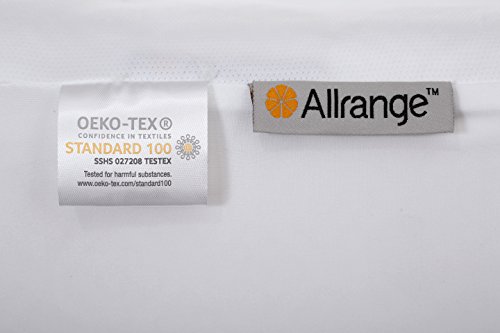 OEKO-TEX®
CONFIDENCE IN TEXTILES
STANDARD 100
SSHS 027208 TESTEX
Tested for harmful substances.
www.oeko-tex.com/standard100
Allrange™